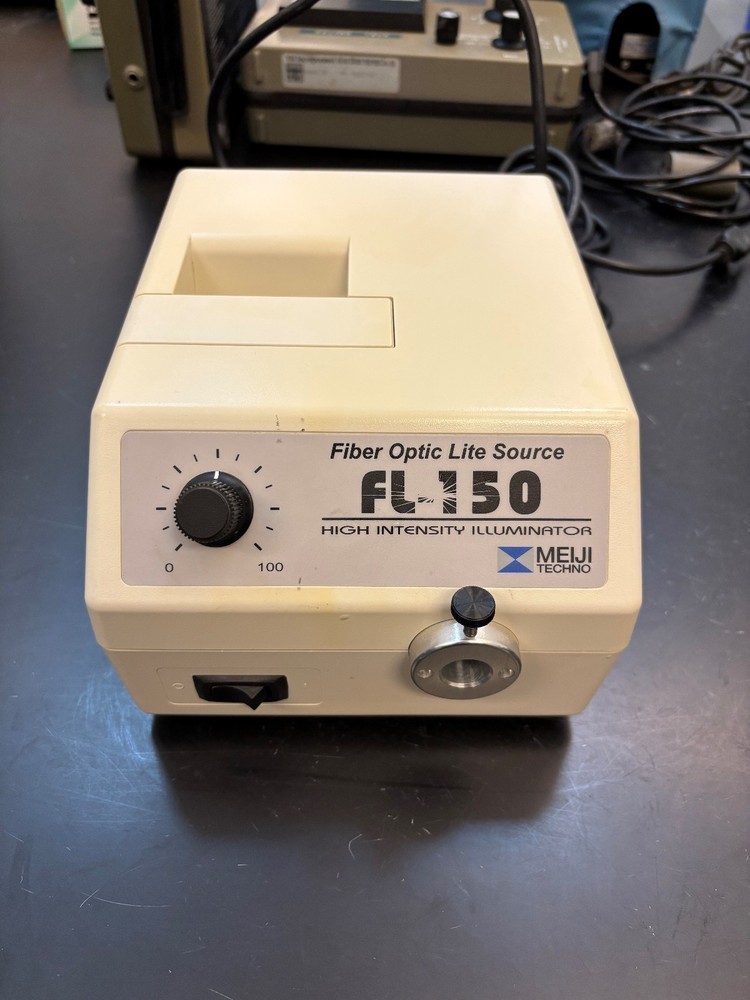 Fiber Optic Lite Source
FL-150
HIGH INTENSITY ILLUMINATOR
MEIJI
TECHNO
0 100